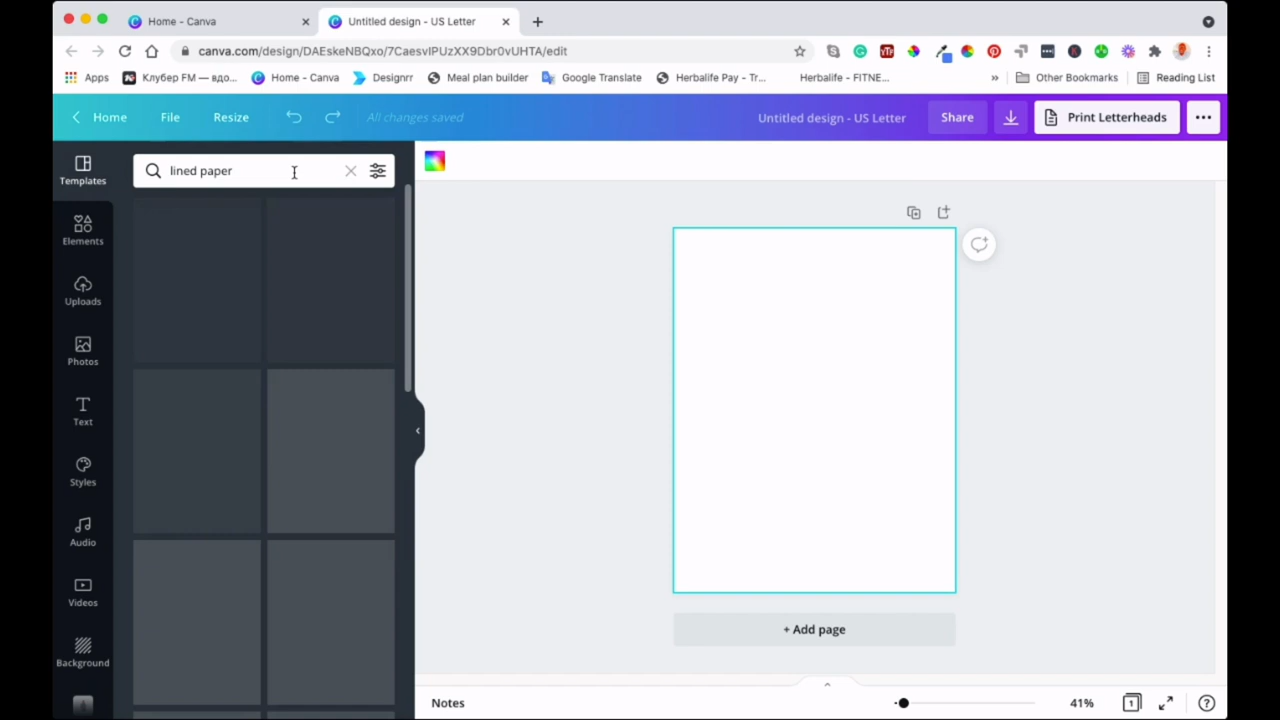 Home - Canva
Untitled design - US Letter
canva.com/design/DAEskeNBQxo/7CaesvIPUzXX9Dbr0vUHTA/edit
Apps
Клубер FM — вдо...
Home - Canva
Designrr
Meal plan builder
Google Translate
Herbalife Pay - Tr...
Herbalife - FITNE...
»
Other Bookmarks
Reading List
Home
File
Resize
All changes saved
Untitled design - US Letter
Share
Print Letterheads
Templates
lined paper
Elements
Uploads
Photos
Text
Styles
Audio
Videos
Background
+ Add page
Notes
41%
1